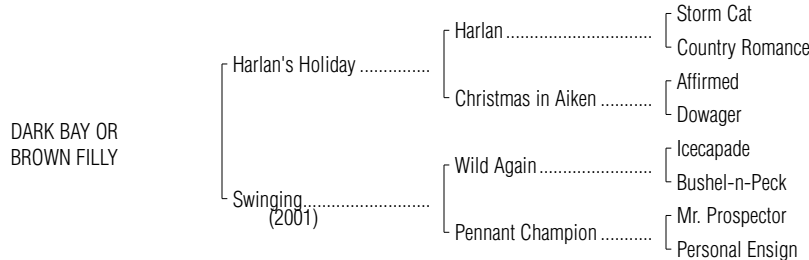 Storm Cat
Harlan ..............................
Country Romance
Harlan's Holiday ...............
Affirmed
Christmas in Aiken ...........
Dowager
DARK BAY OR
BROWN FILLY
Icecapade
Wild Again ........................
Bushel-n-Peck
Swinging ...........................
(2001)
Mr. Prospector
Pennant Champion ...........
Personal Ensign